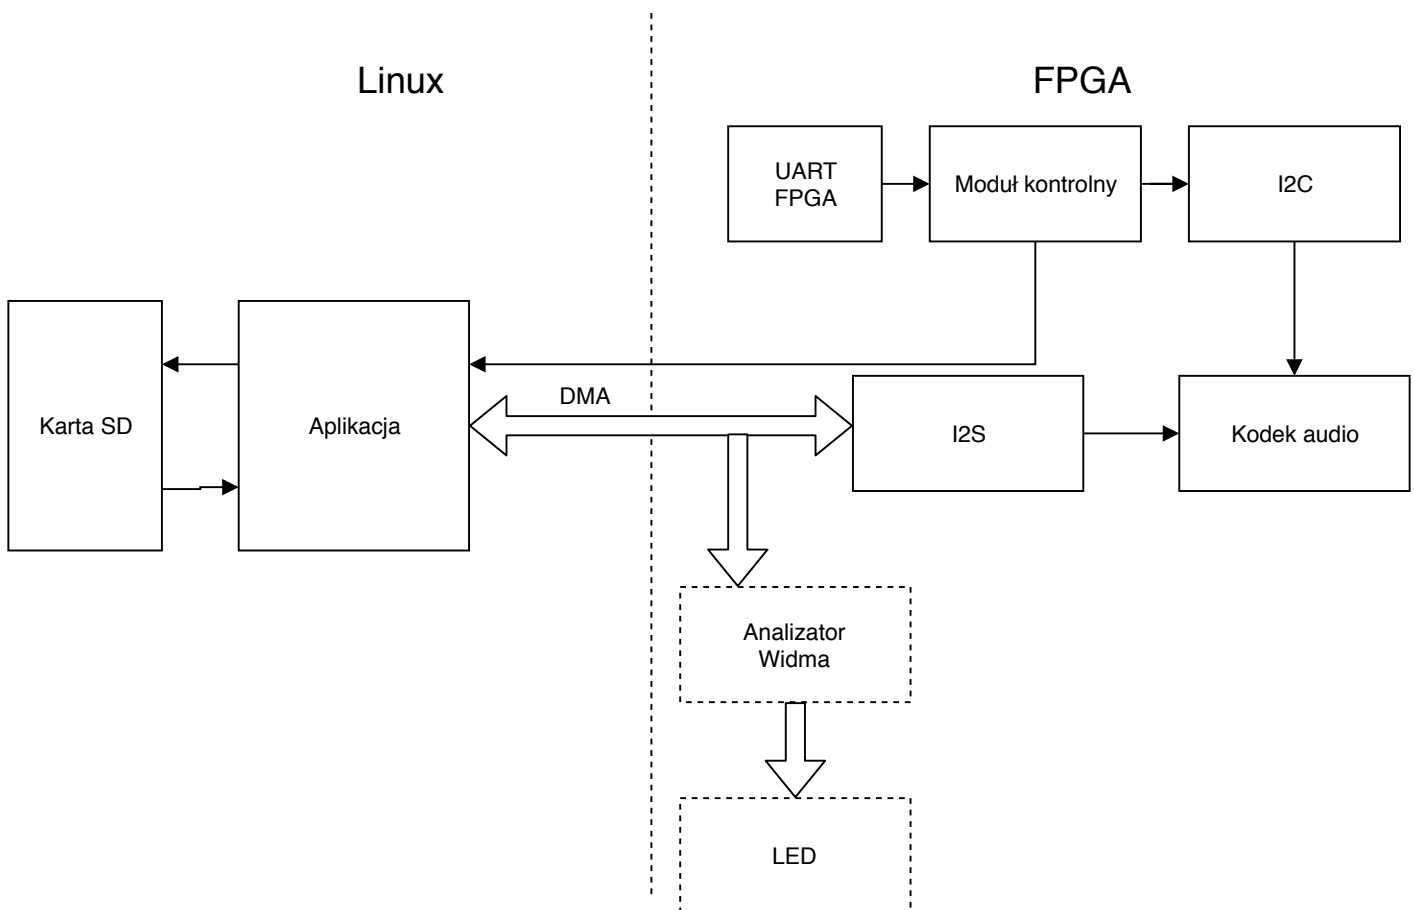 Linux
FPGA
UART
FPGA
Moduł kontrolny
I2C
Karta SD
Aplikacja
DMA
I2S
Kodek audio
Analizator
Widma
LED